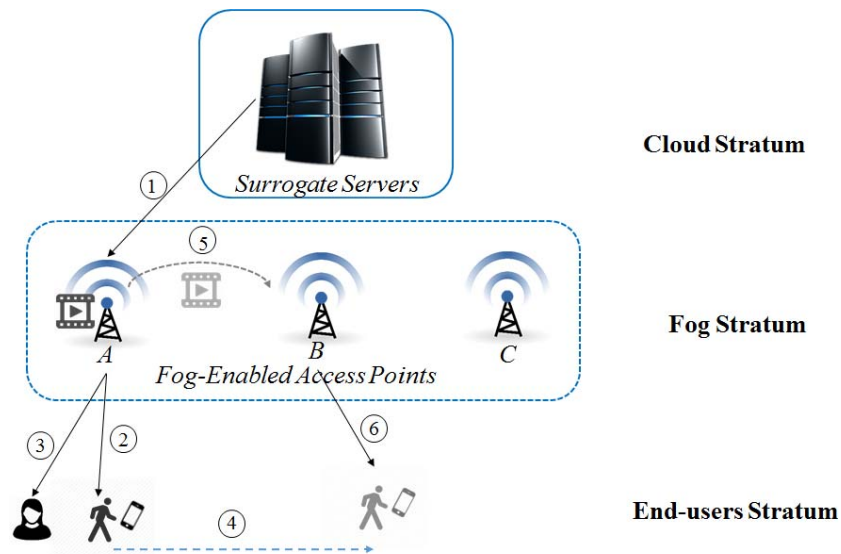 Surrogate Servers
Cloud Stratum
1
5
A
B
C
Fog-Enabled Access Points
Fog Stratum
3
2
6
4
End-users Stratum